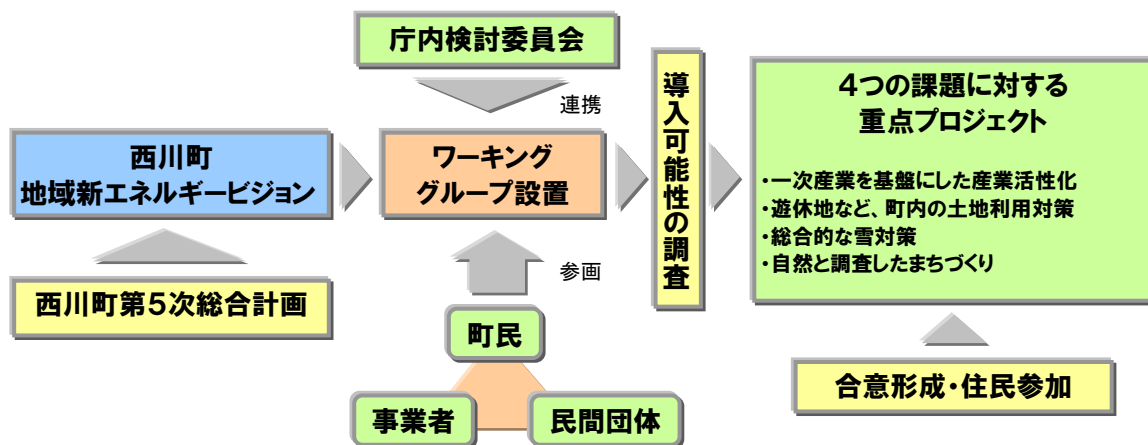 庁内検討委員会
連携
西川町
地域新エネルギービジョン
ワーキング
グループ設置
導入可能性の調査
4つの課題に対する
重点プロジェクト
・一次産業を基盤にした産業活性化
・遊休地など、町内の土地利用対策
・総合的な雪対策
・自然と調査したまちづくり
西川町第5次総合計画
参画
町民
事業者
民間団体
合意形成・住民参加